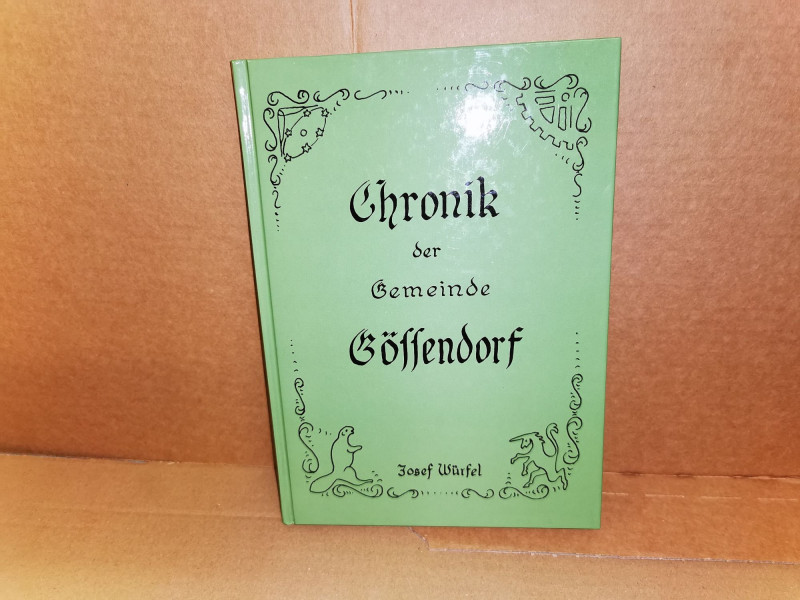 Chronik
der
Gemeinde
Göſſendorf
Josef Würfel